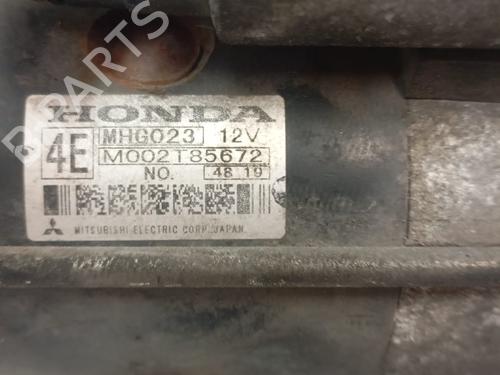 B PARTS
HONDA
4E MHG023 12V
M002T85672
NO. 48 19
MITSUBISHI ELECTRIC CORP. JAPAN.